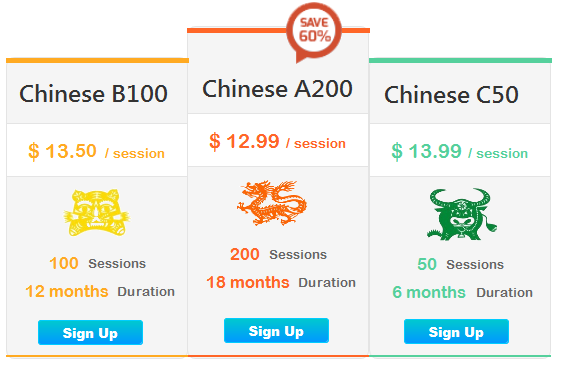 SAVE
60%
Chinese B100
$ 13.50 / session
100 Sessions
12 months Duration
Sign Up
Chinese A200
$ 12.99 / session
200 Sessions
18 months Duration
Sign Up
Chinese C50
$ 13.99 / session
50 Sessions
6 months Duration
Sign Up